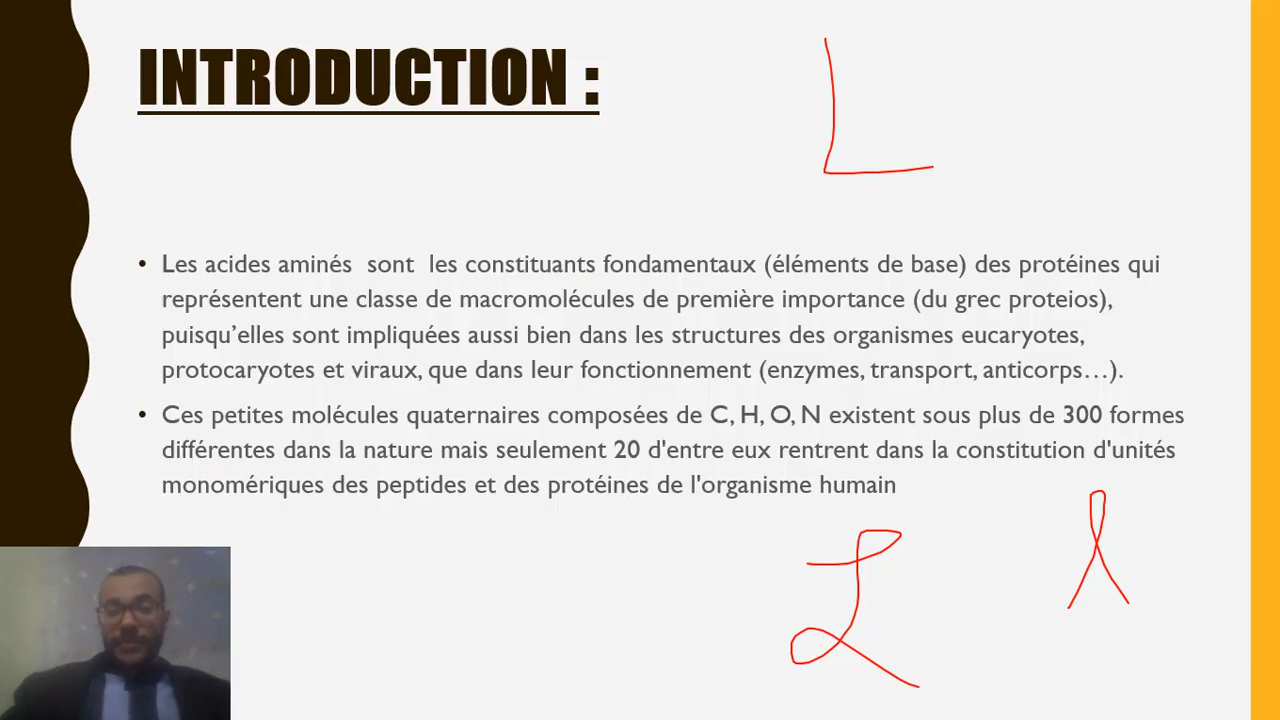 INTRODUCTION :
L
• Les acides aminés sont les constituants fondamentaux (éléments de base) des protéines qui
représentent une classe de macromolécules de première importance (du grec proteios),
puisqu’elles sont impliquées aussi bien dans les structures des organismes eucaryotes,
protocaryotes et viraux, que dans leur fonctionnement (enzymes, transport, anticorps…).
• Ces petites molécules quaternaires composées de C, H, O, N existent sous plus de 300 formes
différentes dans la nature mais seulement 20 d'entre eux rentrent dans la constitution d'unités
monomériques des peptides et des protéines de l'organisme humain
L l